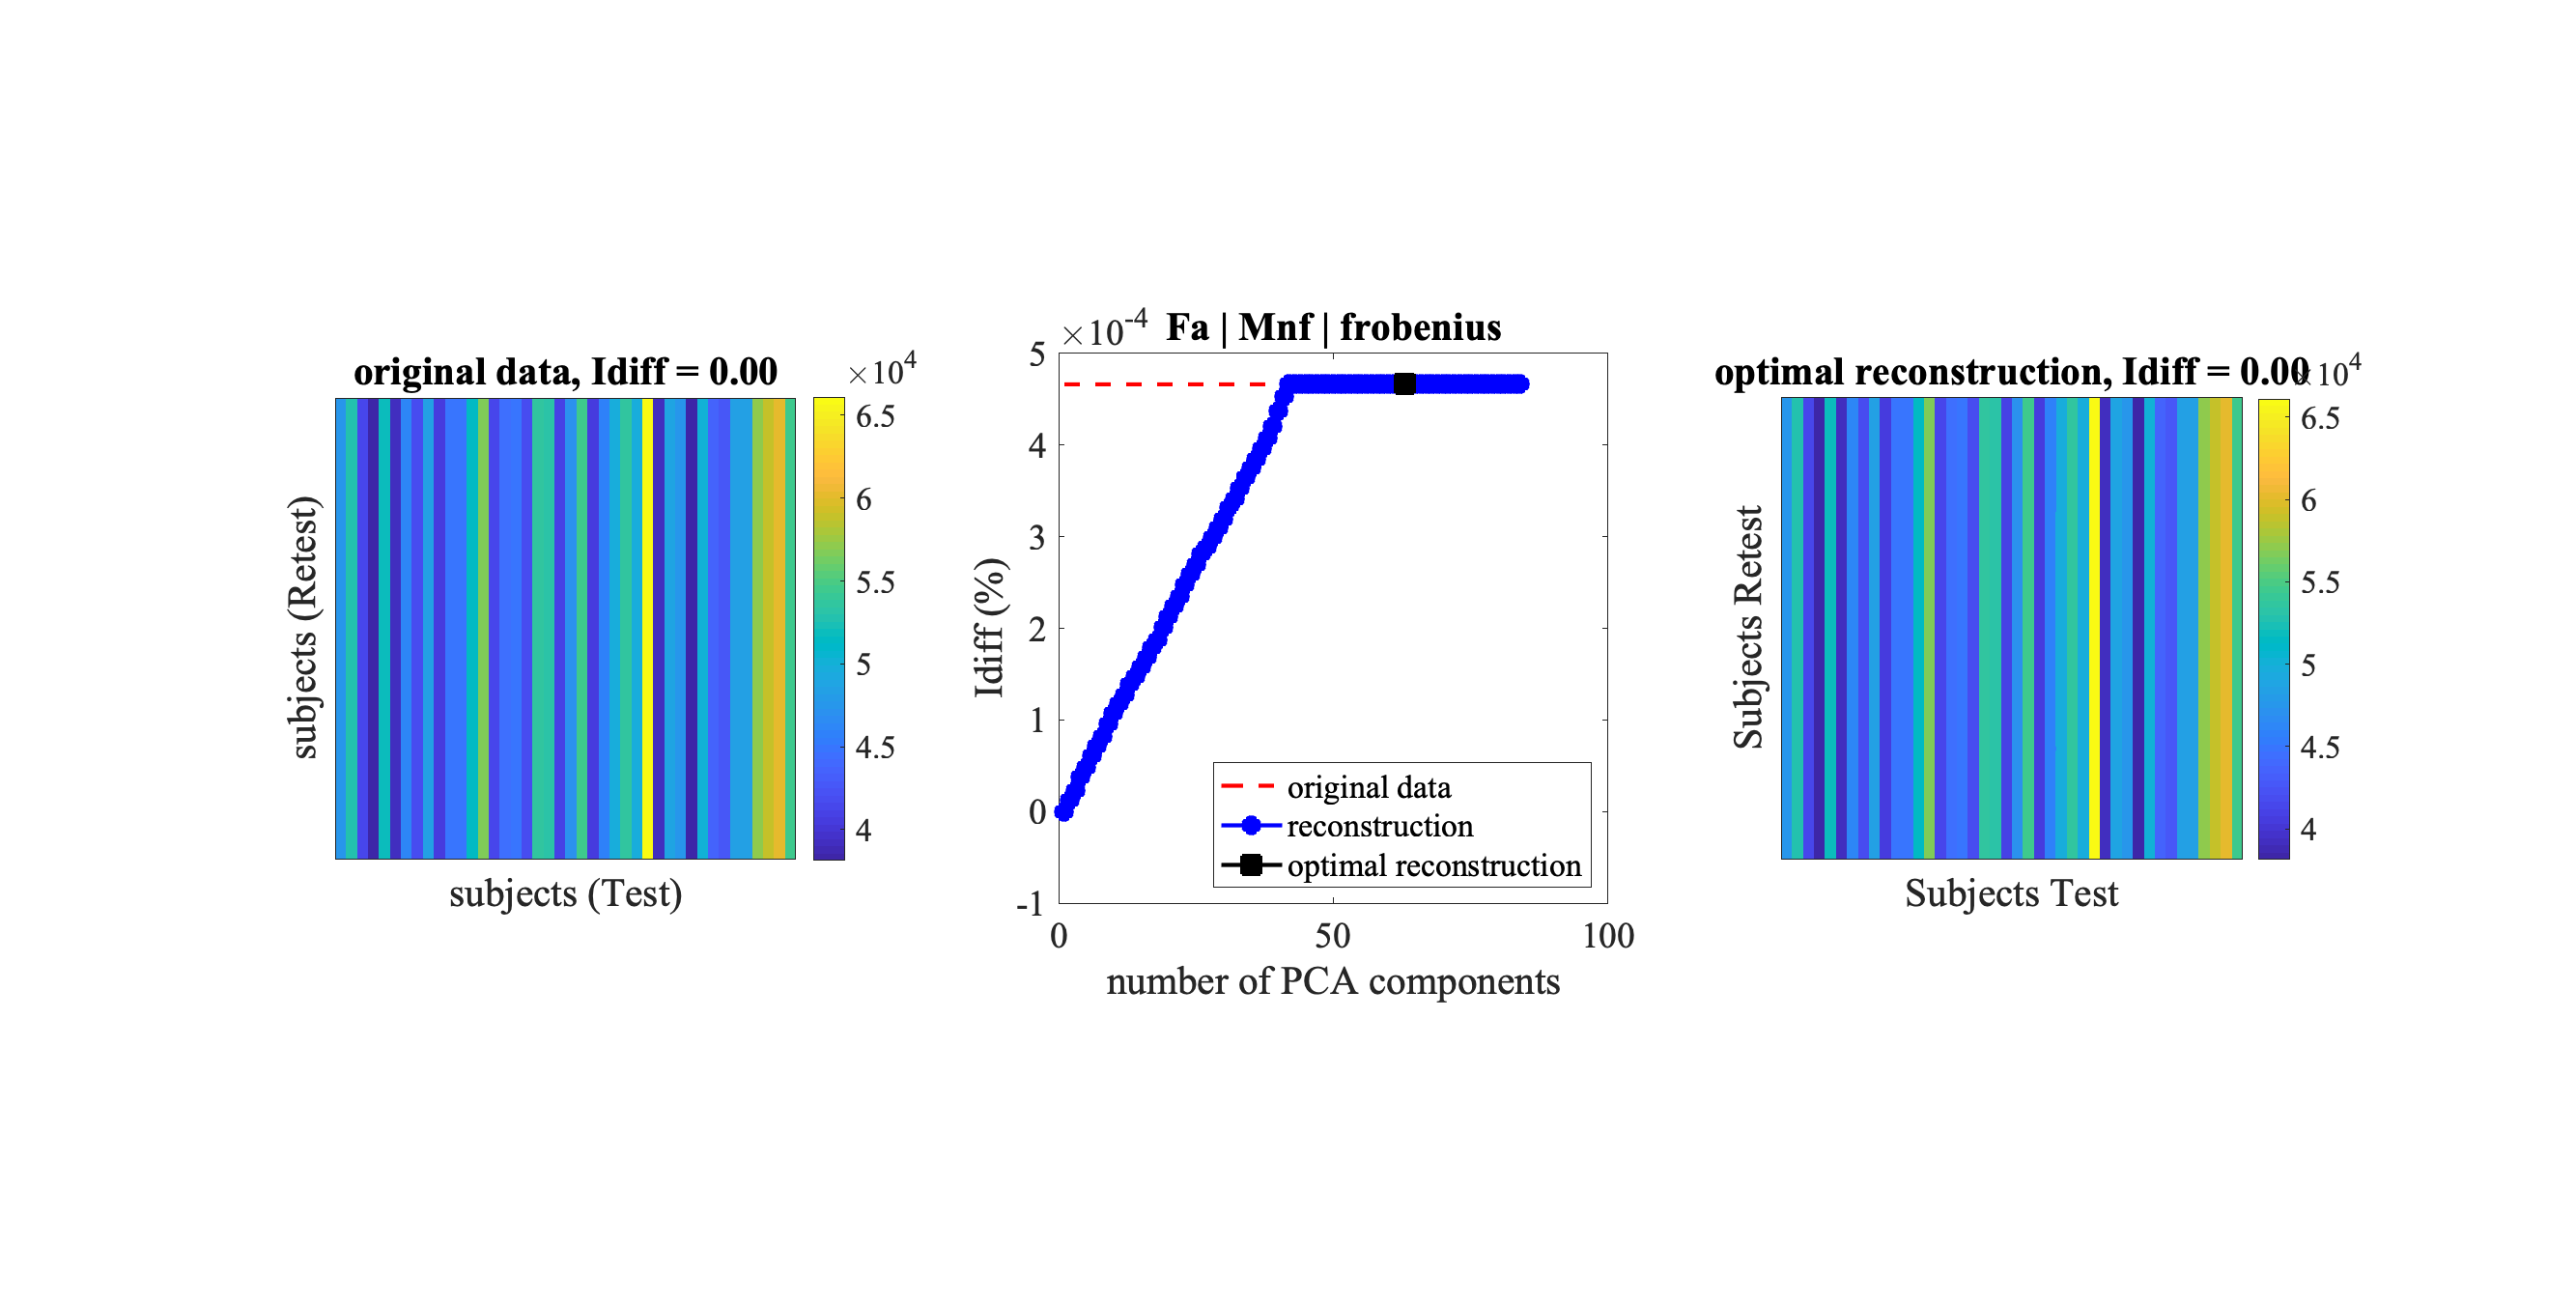 original data, Idiff = 0.00
×10^4
6.5
6
5.5
5
4.5
4
subjects (Retest)
subjects (Test)
×10^-4
Fa | Mnf | frobenius
5
4
3
2
1
0
-1
Idiff (%)
0
50
100
number of PCA components
original data
reconstruction
optimal reconstruction
optimal reconstruction, Idiff = 0.00
×10^4
6.5
6
5.5
5
4.5
4
Subjects Retest
Subjects Test